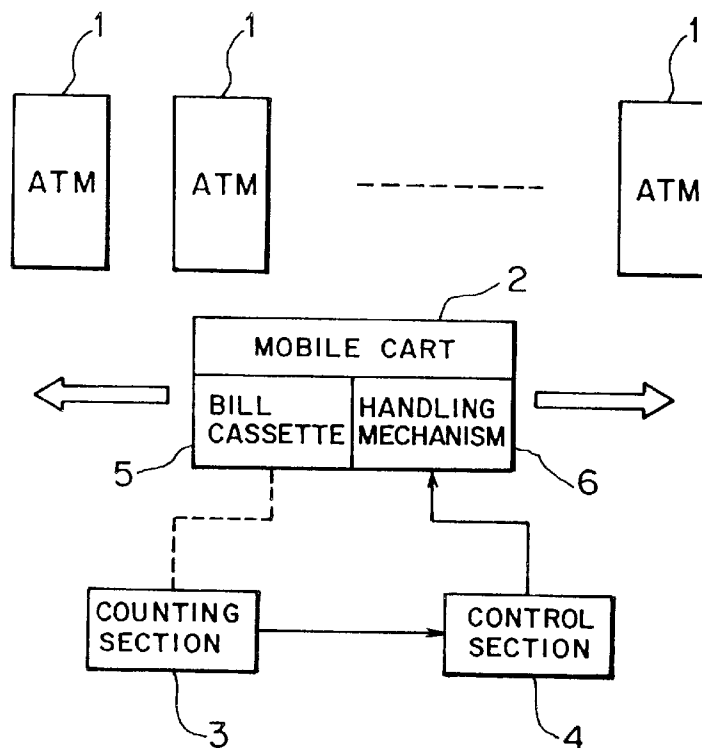 1 1 1
ATM ATM ATM
2
MOBILE CART
BILL CASSETTE
HANDLING MECHANISM
5 6
COUNTING SECTION
CONTROL SECTION
3 4